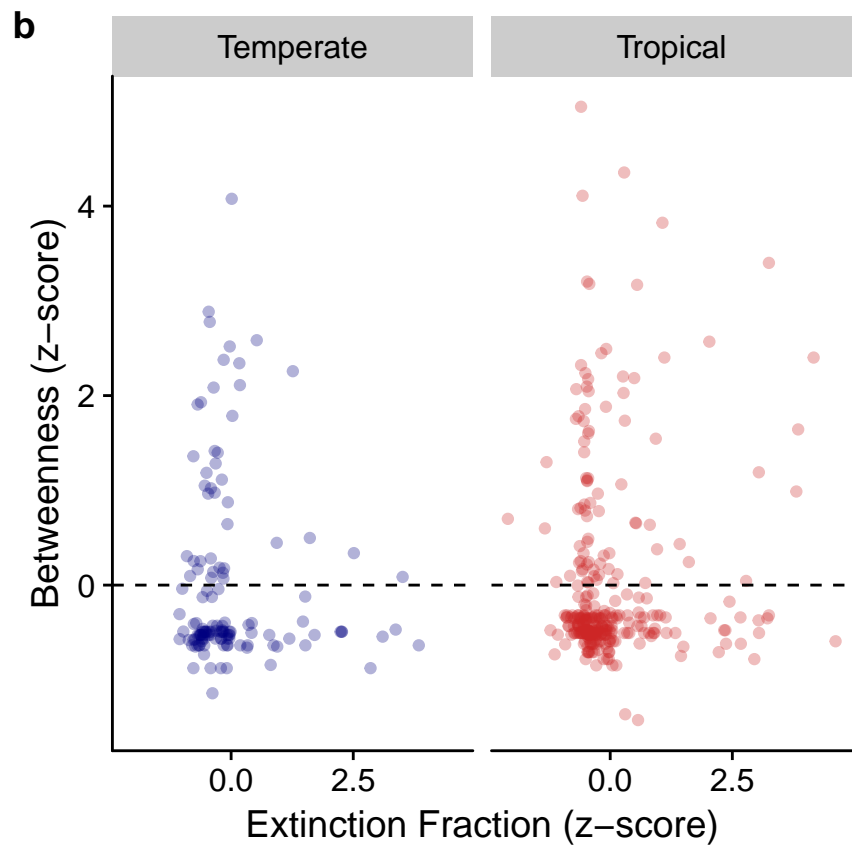 b
Temperate Tropical
Betweenness (z−score)
4
2
0
0.0 2.5 0.0 2.5
Extinction Fraction (z−score)